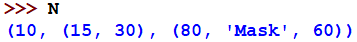 >>> N
(10, (15, 30), (80, 'Mask', 60))